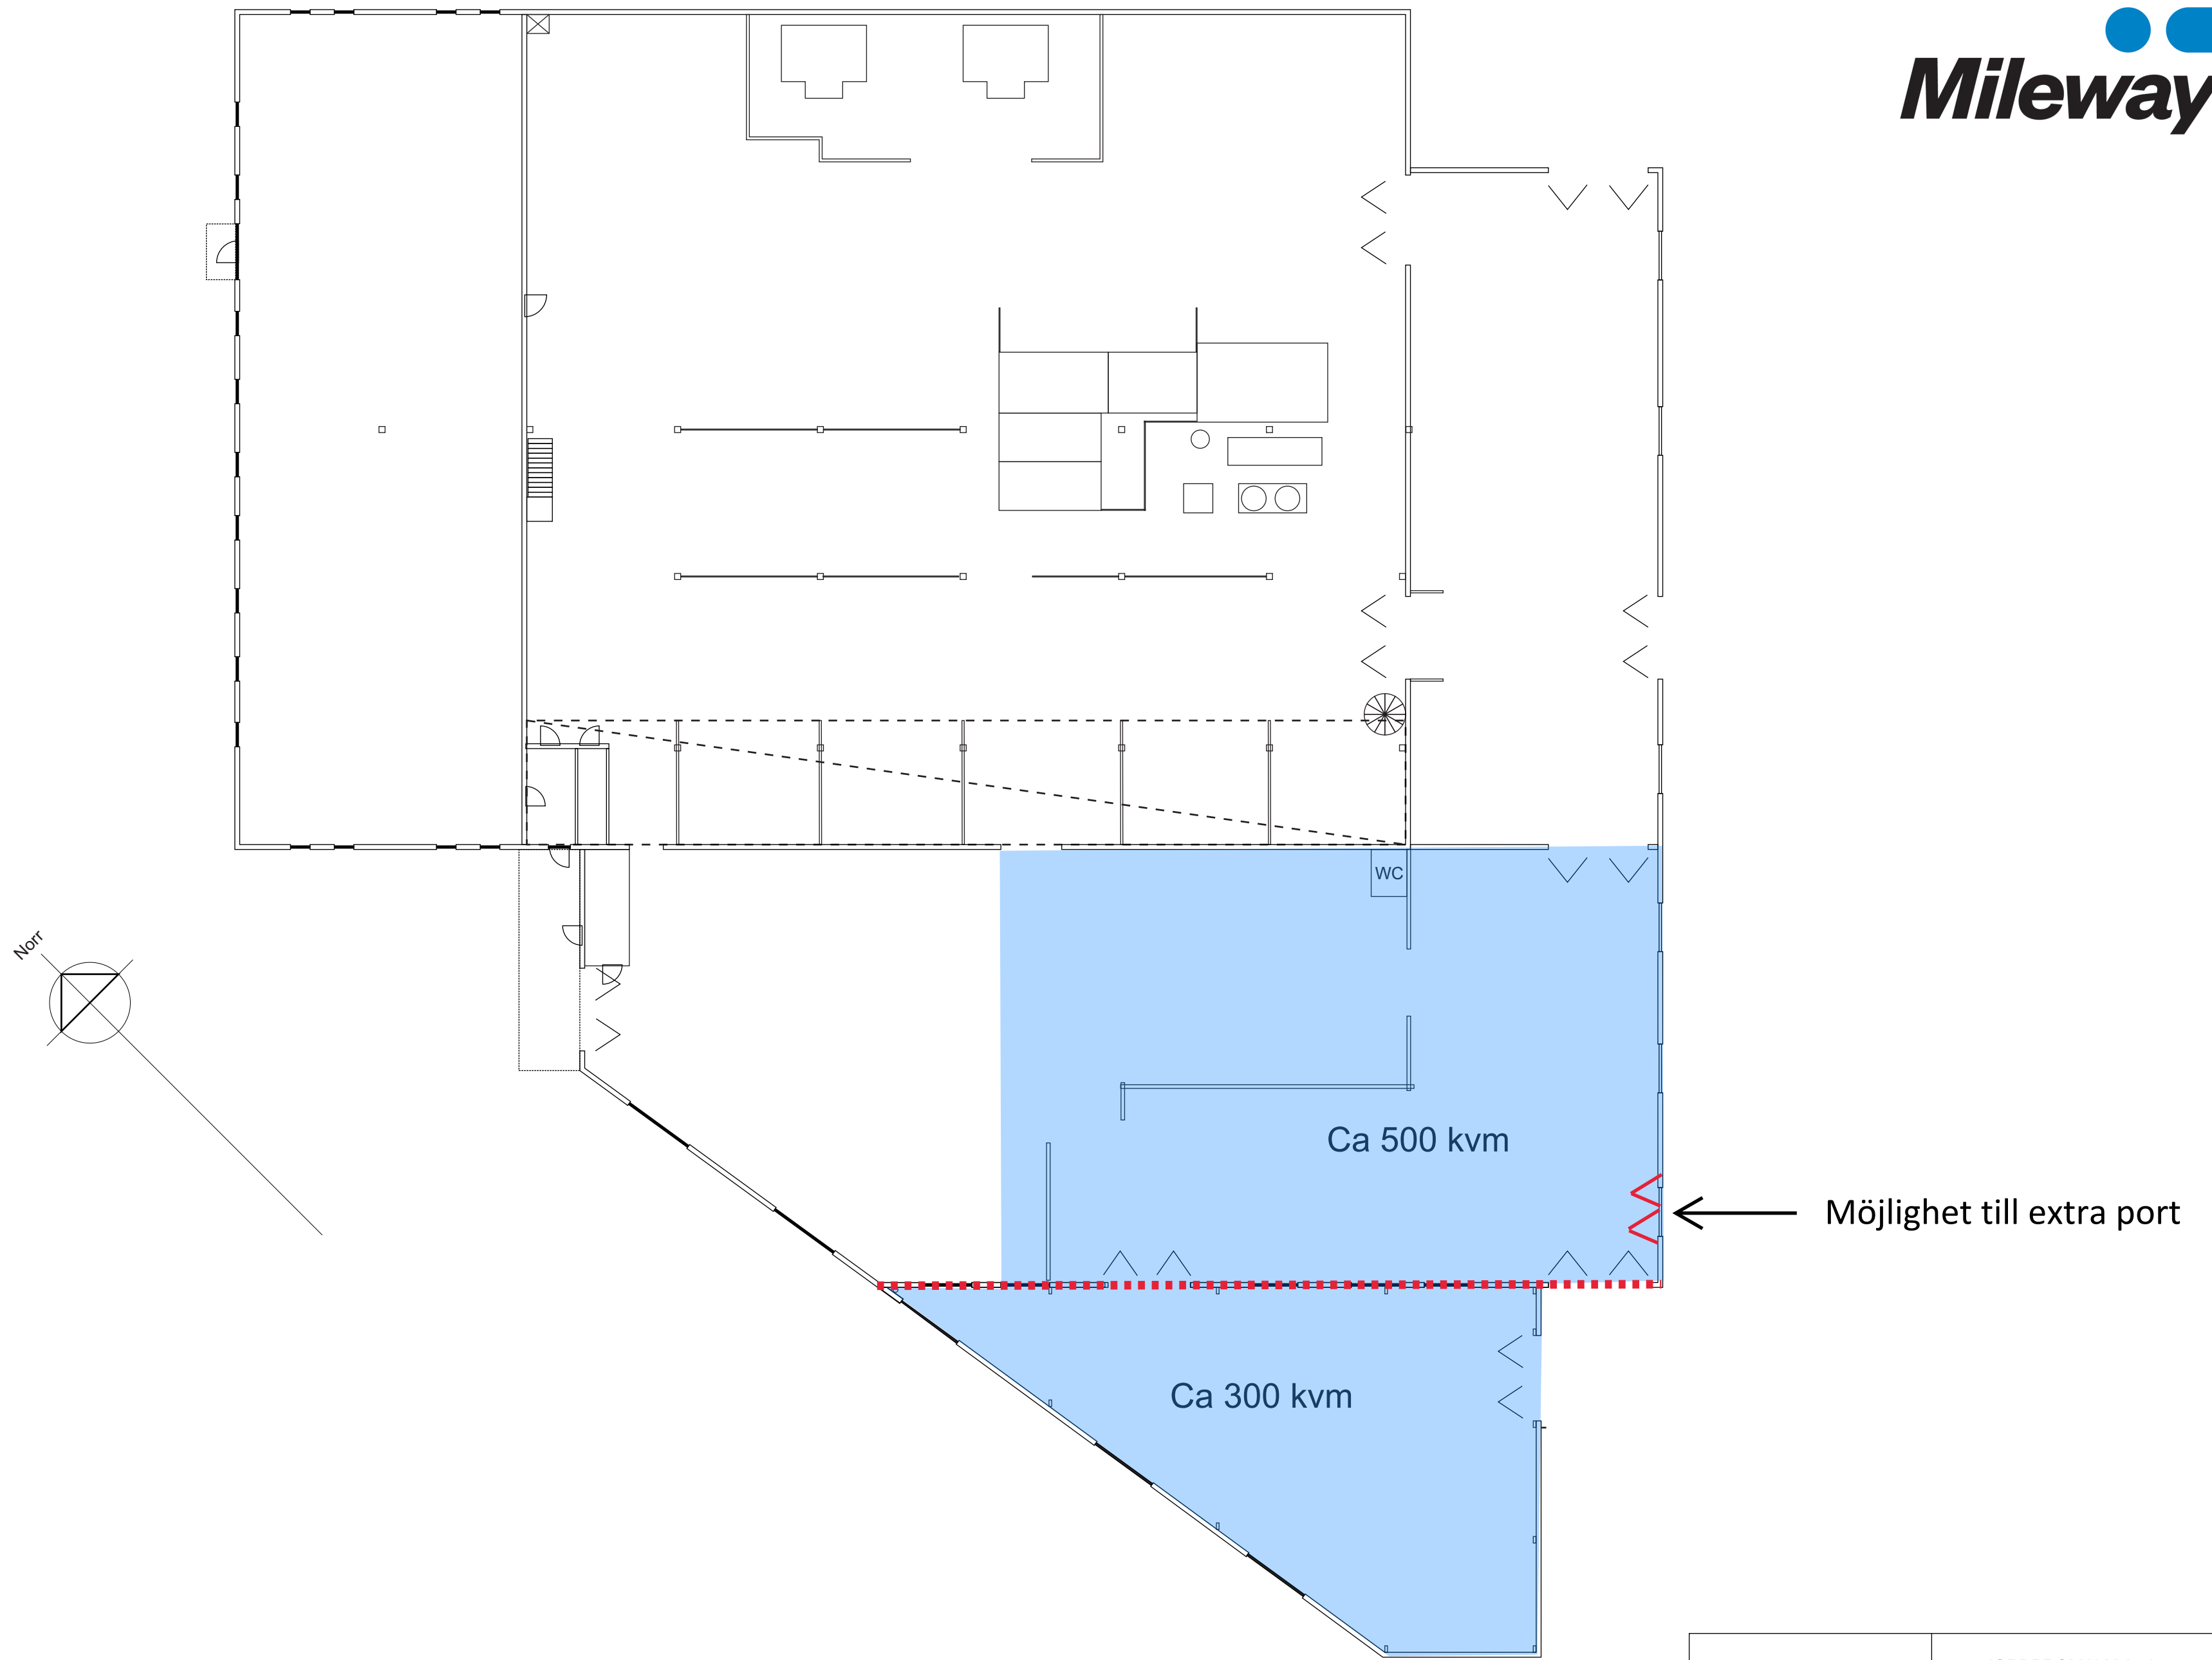 Mileway
WC
Norr
Ca 500 kvm
Möjlighet till extra port
Ca 300 kvm